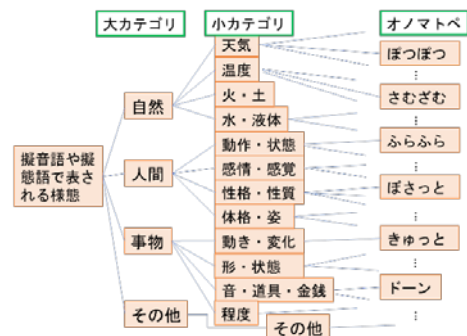 大カテゴリ
小カテゴリ
オノマトペ
擬音語や擬
態語で表さ
れる様態
自然
人間
事物
その他
天気
温度
火・土
水・液体
動作・状態
感情・感覚
性格・性質
体格・姿
動き・変化
形・状態
音・道具・金銭
程度
その他
ぽつぽつ
⋮
さむざむ
⋮
ふらふら
⋮
ぼさっと
⋮
きゅっと
⋮
ドーン
⋮